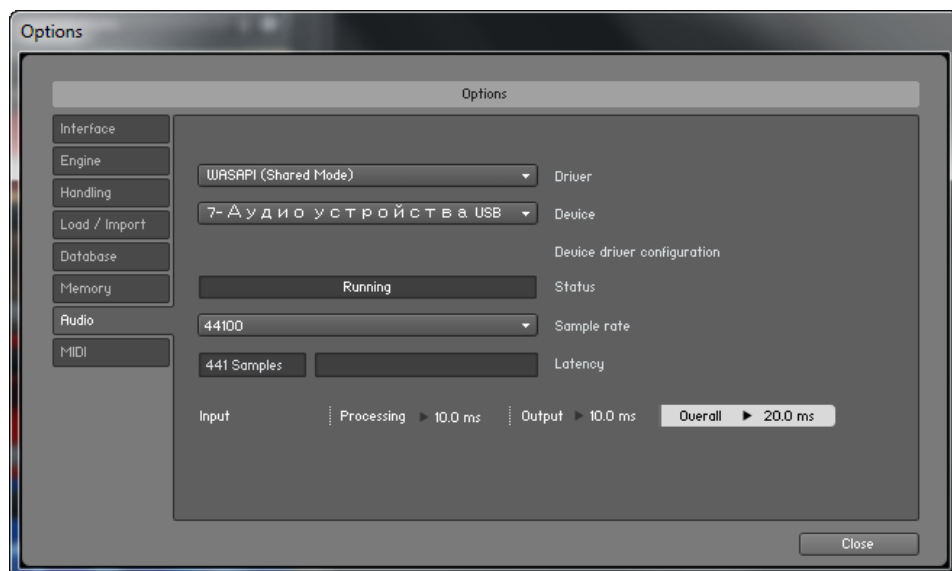 Options
Options
Interface
Engine
Handling
Load / Import
Database
Memory
Audio
MIDI
WASAPI (Shared Mode) Driver
7- Аудио устройства USB Device
Device driver configuration
Running Status
44100 Sample rate
441 Samples Latency
Input Processing 10.0 ms Output 10.0 ms Overall 20.0 ms
Close